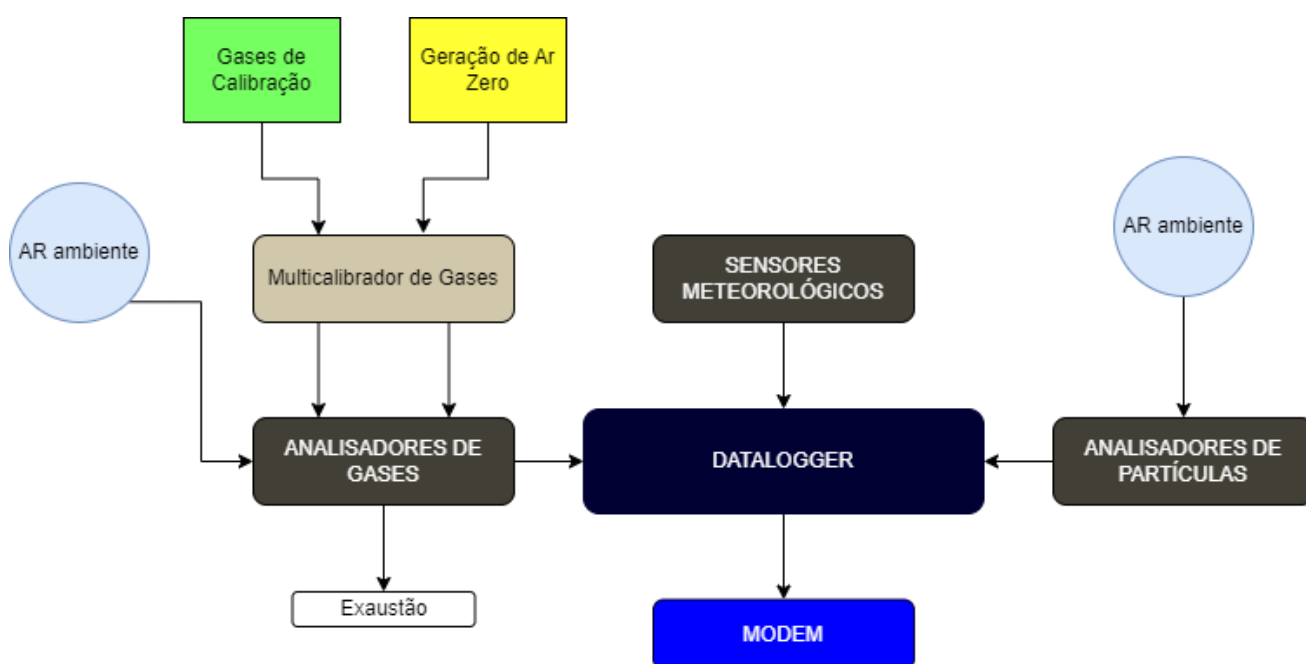 Gases de
Calibração
Geração de Ar
Zero
AR ambiente
Multicalibrador de Gases
SENSORES
METEOROLÓGICOS
AR ambiente
ANALISADORES DE
GASES
DATALOGGER
ANALISADORES DE
PARTÍCULAS
Exaustão
MODEM